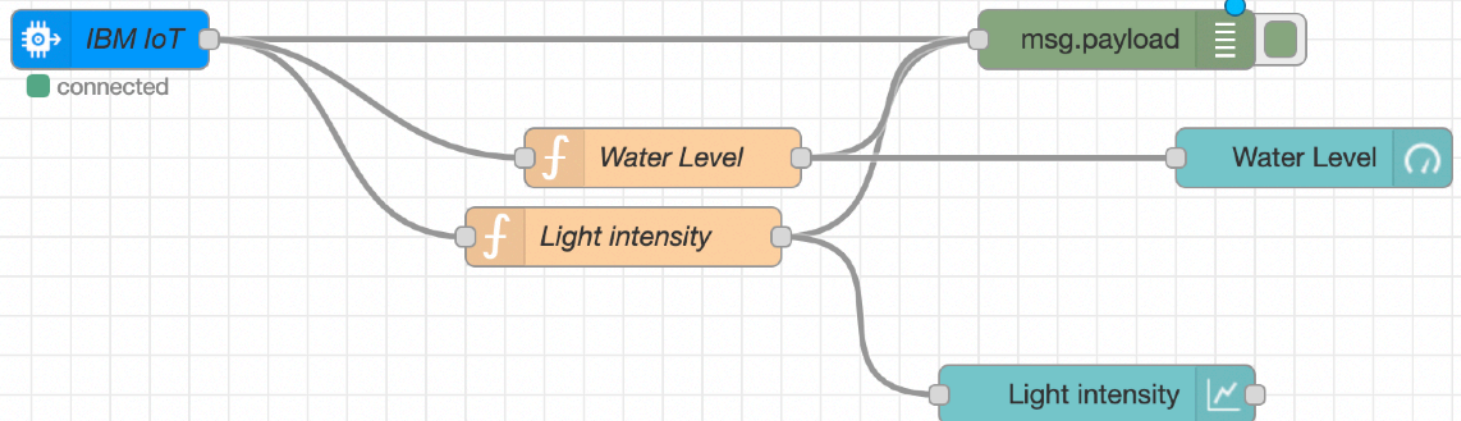 IBM IoT
msg.payload
connected
Water Level
Water Level
Light intensity
Light intensity